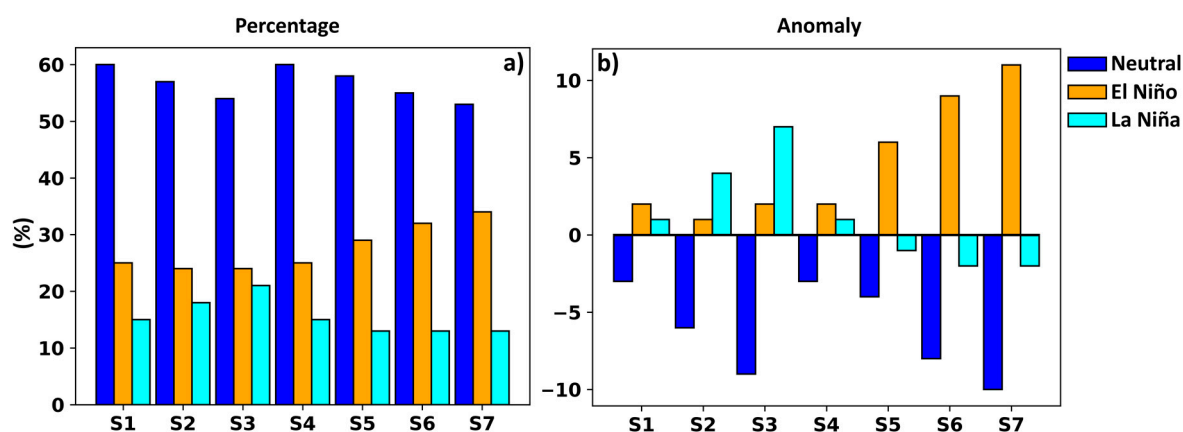 Percentage
a)
60
50
40
30
20
10
0
(%)
S1 S2 S3 S4 S5 S6 S7
Anomaly
b)
10
5
0
−5
−10
S1 S2 S3 S4 S5 S6 S7
Neutral
El Niño
La Niña